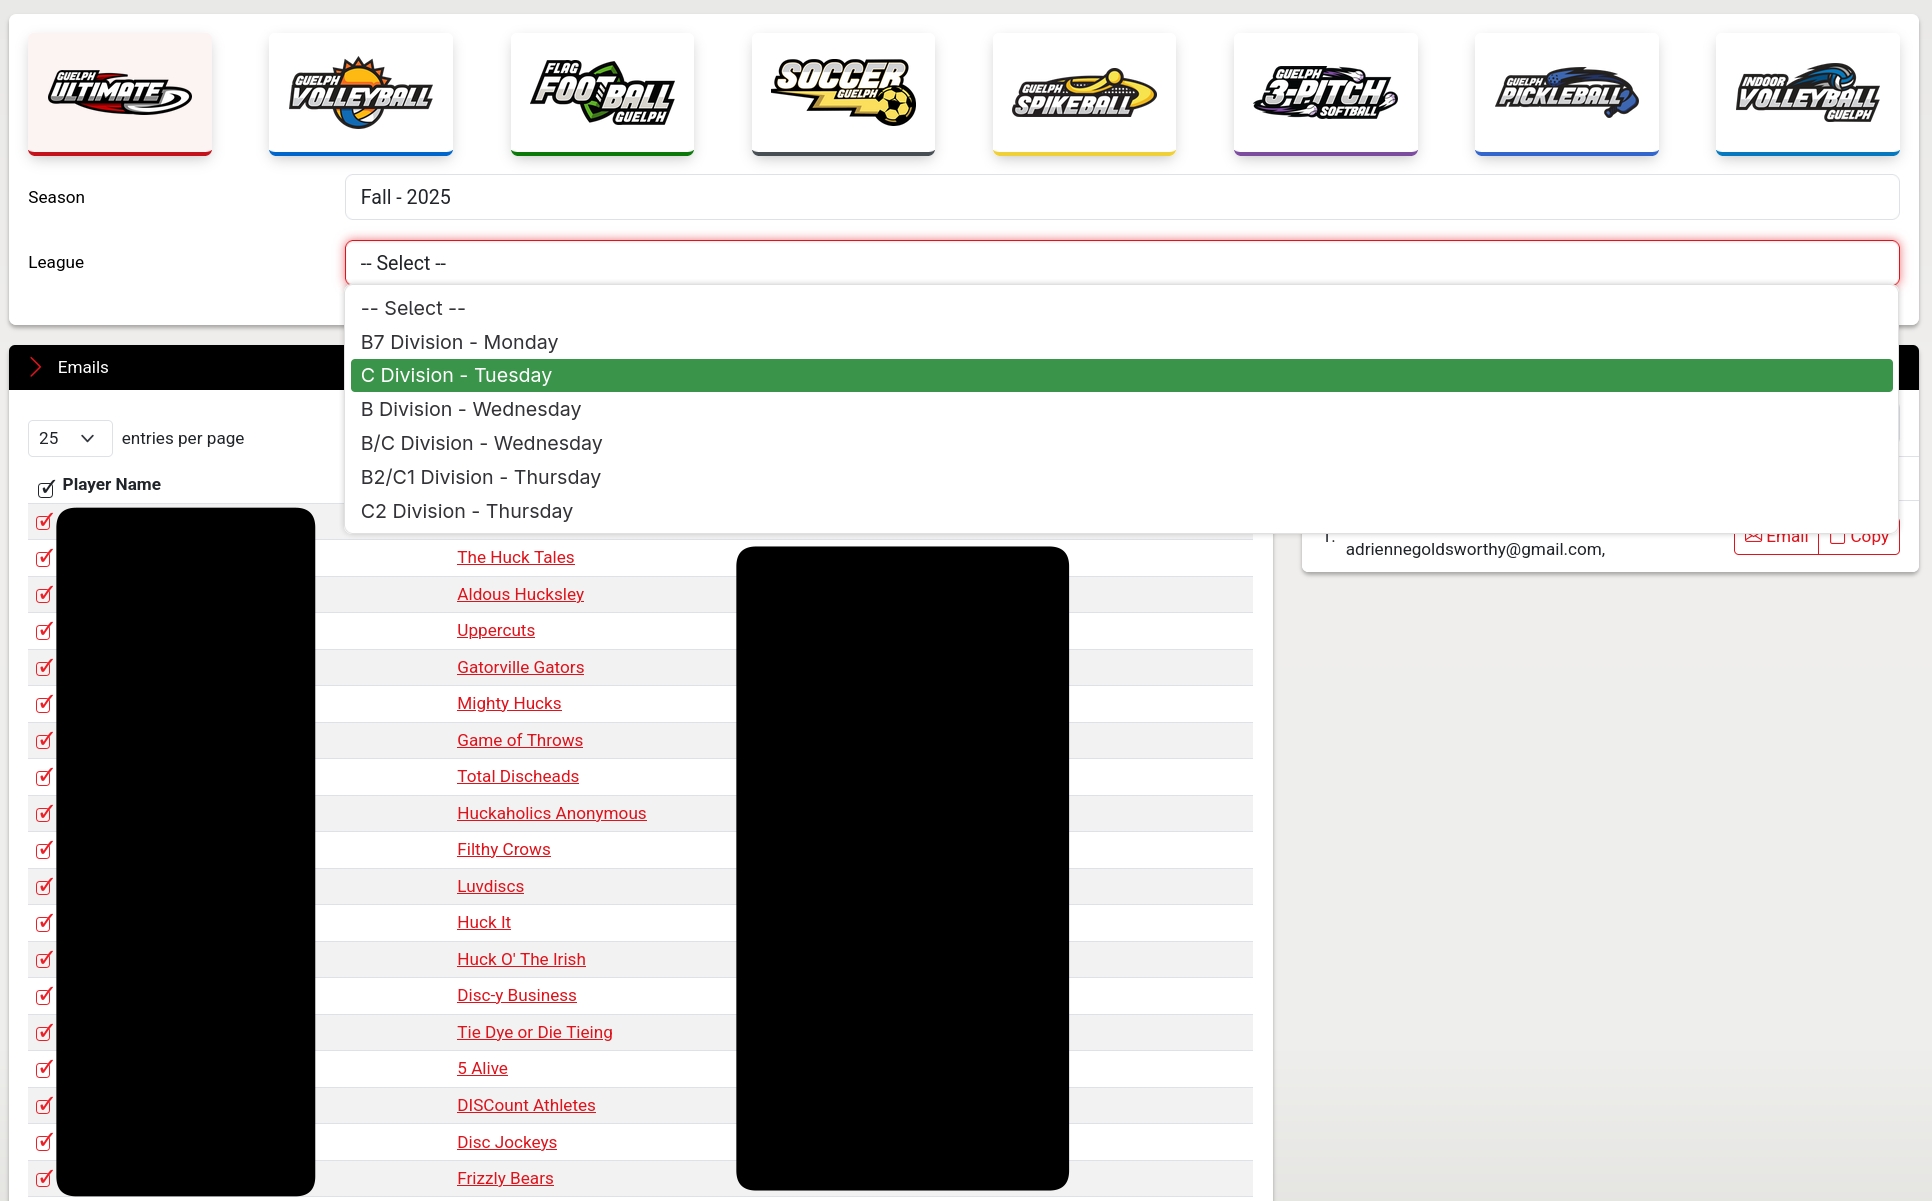 GUELPH ULTIMATE
GUELPH VOLLEYBALL
FLAG FOOTBALL GUELPH
SOCCER GUELPH
GUELPH SPIKEBALL
GUELPH 3-PITCH SOFTBALL
GUELPH PICKLEBALL
INDOOR VOLLEYBALL GUELPH
Season
Fall - 2025
League
-- Select --
-- Select --
B7 Division - Monday
C Division - Tuesday
B Division - Wednesday
B/C Division - Wednesday
B2/C1 Division - Thursday
C2 Division - Thursday
Emails
25 entries per page
Player Name
The Huck Tales
Aldous Hucksley
Uppercuts
Gatorville Gators
Mighty Hucks
Game of Throws
Total Discheads
Huckaholics Anonymous
Filthy Crows
Luvdiscs
Huck It
Huck O' The Irish
Disc-y Business
Tie Dye or Die Tieing
5 Alive
DISCount Athletes
Disc Jockeys
Frizzly Bears
1. adriennegoldsworthy@gmail.com,
Email Copy